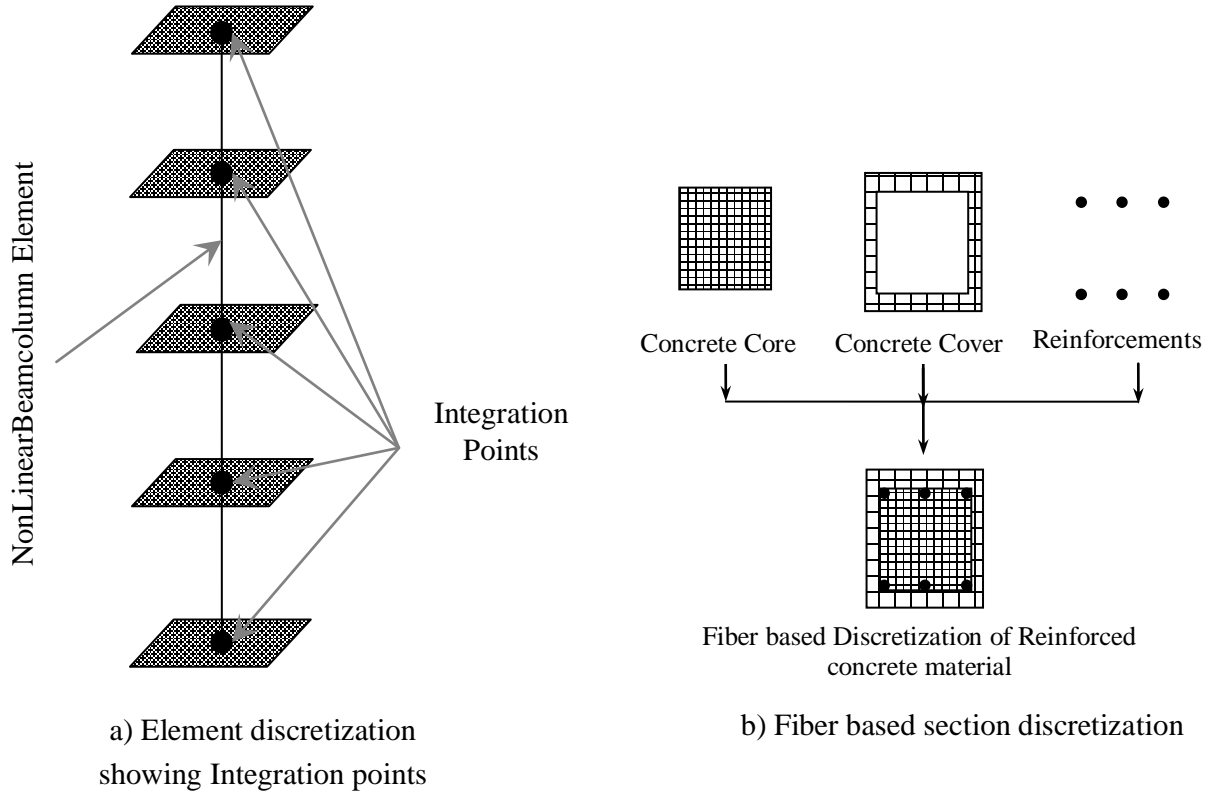 NonLinearBeamcolumn Element
Integration
Points
a) Element discretization
showing Integration points
Concrete Core
Concrete Cover
Reinforcements
Fiber based Discretization of Reinforced
concrete material
b) Fiber based section discretization